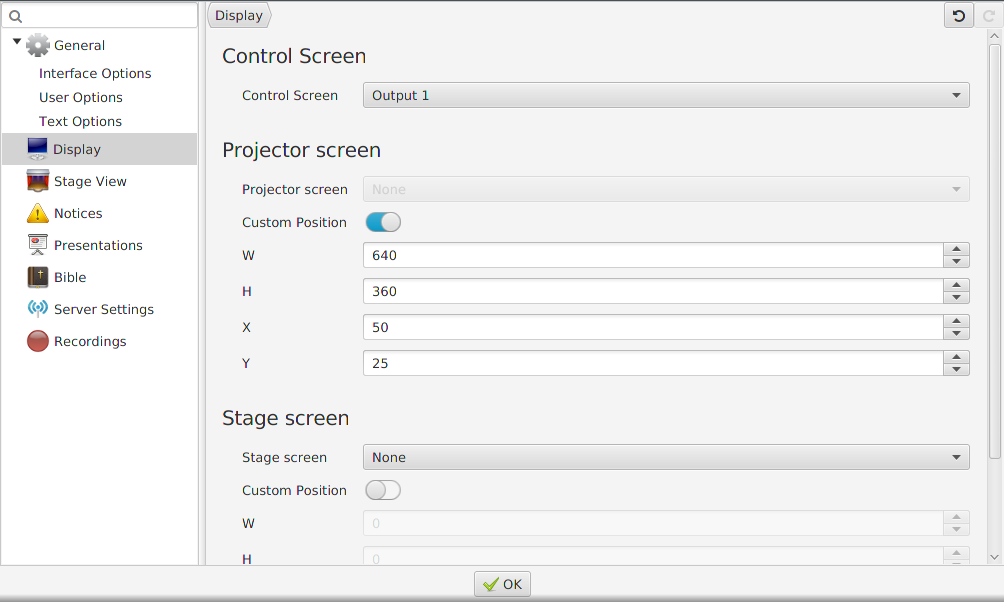 Display
General
Interface Options
User Options
Text Options
Display
Stage View
Notices
Presentations
Bible
Server Settings
Recordings
Control Screen
Control Screen Output 1
Projector screen
Projector screen None
Custom Position
W 640
H 360
X 50
Y 25
Stage screen
Stage screen None
Custom Position
W 0
H 0
OK